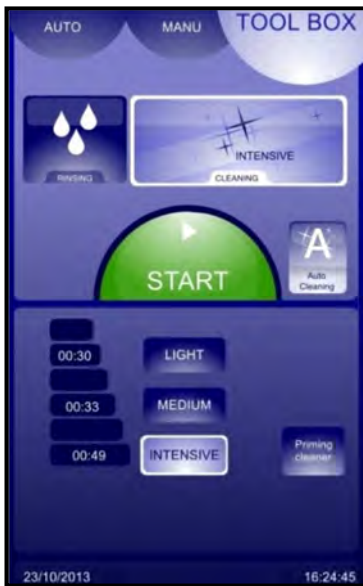 AUTO MANU TOOL BOX
INTENSIVE
RINSING CLEANING
START
A
Auto
Cleaning
00:30 LIGHT
00:33 MEDIUM
00:49 INTENSIVE
Priming
cleaner
23/10/2013 16:24:45